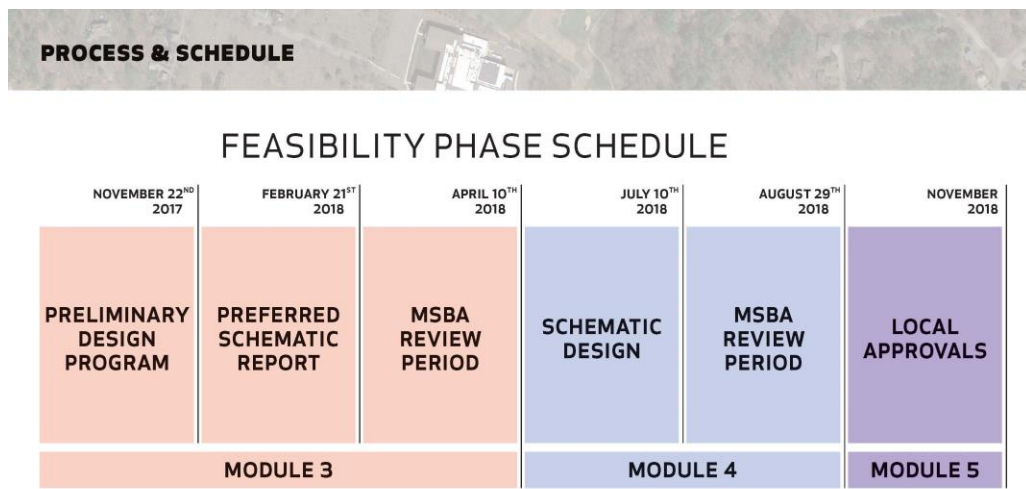 PROCESS & SCHEDULE
FEASIBILITY PHASE SCHEDULE
NOVEMBER 22ND
2017
FEBRUARY 21ST
2018
APRIL 10TH
2018
JULY 10TH
2018
AUGUST 29TH
2018
NOVEMBER
2018
PRELIMINARY
DESIGN
PROGRAM
PREFERRED
SCHEMATIC
REPORT
MSBA
REVIEW
PERIOD
SCHEMATIC
DESIGN
MSBA
REVIEW
PERIOD
LOCAL
APPROVALS
MODULE 3
MODULE 4
MODULE 5